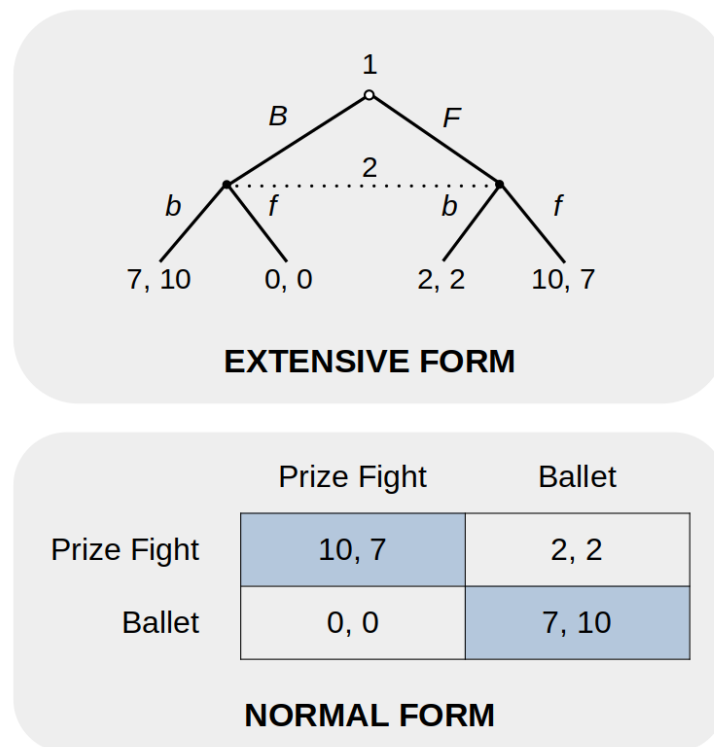 1
B F
2
b f b f
7, 10 0, 0 2, 2 10, 7
EXTENSIVE FORM
Prize Fight Ballet
Prize Fight 10, 7 2, 2
Ballet 0, 0 7, 10
NORMAL FORM